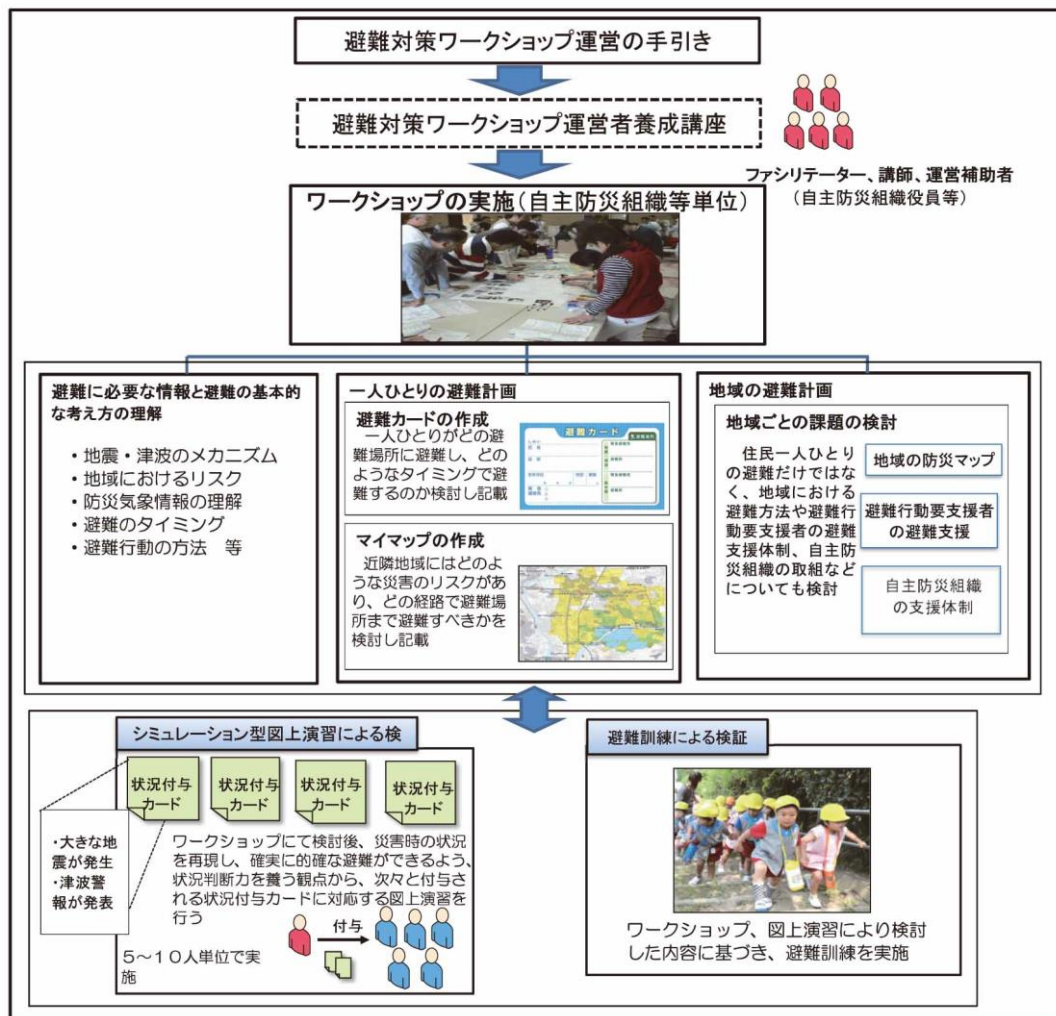 避難対策ワークショップ運営の手引き
避難対策ワークショップ運営者養成講座
ファシリテーター、講師、運営補助者
(自主防災組織役員等)
ワークショップの実施(自主防災組織等単位)
避難に必要な情報と避難の基本的
な考え方の理解
・地震・津波のメカニズム
・地域におけるリスク
・防災気象情報の理解
・避難のタイミング
・避難行動の方法 等
一人ひとりの避難計画
避難カードの作成
一人ひとりがどの避
難場所に避難し、どの
ようなタイミングで避
難するのか検討し記載
避難カード
マイマップの作成
近隣地域にはどのよ
うな災害のリスクがあ
り、どの経路で避難場
所まで避難すべきかを
検討し記載
地域の避難計画
地域ごとの課題の検討
住民一人ひとり
の避難だけではな
く、地域における
避難方法や避難行
動要支援者の避難
支援体制、自主防
災組織の取組など
についても検討
地域の防災マップ
避難行動要支援者
の避難支援
自主防災組織
の支援体制
シミュレーション型図上演習による検
状況付与
カード
状況付与
カード
状況付与
カード
状況付与
カード
・大きな地
震が発生
・津波警
報が発表
ワークショップにて検討後、災害時の状況
を再現し、確実に的確な避難ができるよう、
状況判断力を養う観点から、次々と付与さ
れる状況付与カードに対応する図上演習を
行う
付与
5~10人単位で実
施
避難訓練による検証
ワークショップ、図上演習により検討
した内容に基づき、避難訓練を実施